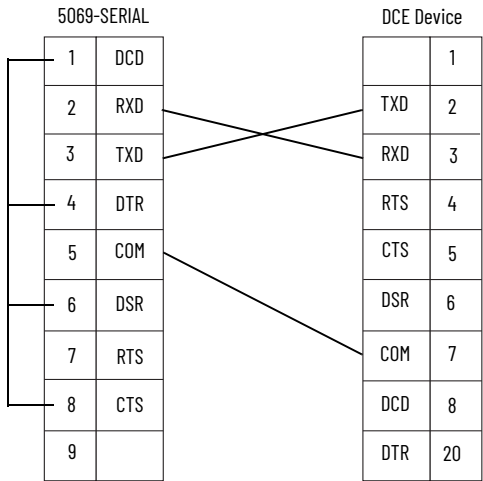 5069-SERIAL DCE Device
1 DCD 1
2 RXD TXD 2
3 TXD RXD 3
4 DTR RTS 4
5 COM CTS 5
6 DSR DSR 6
7 RTS COM 7
8 CTS DCD 8
9 DTR 20